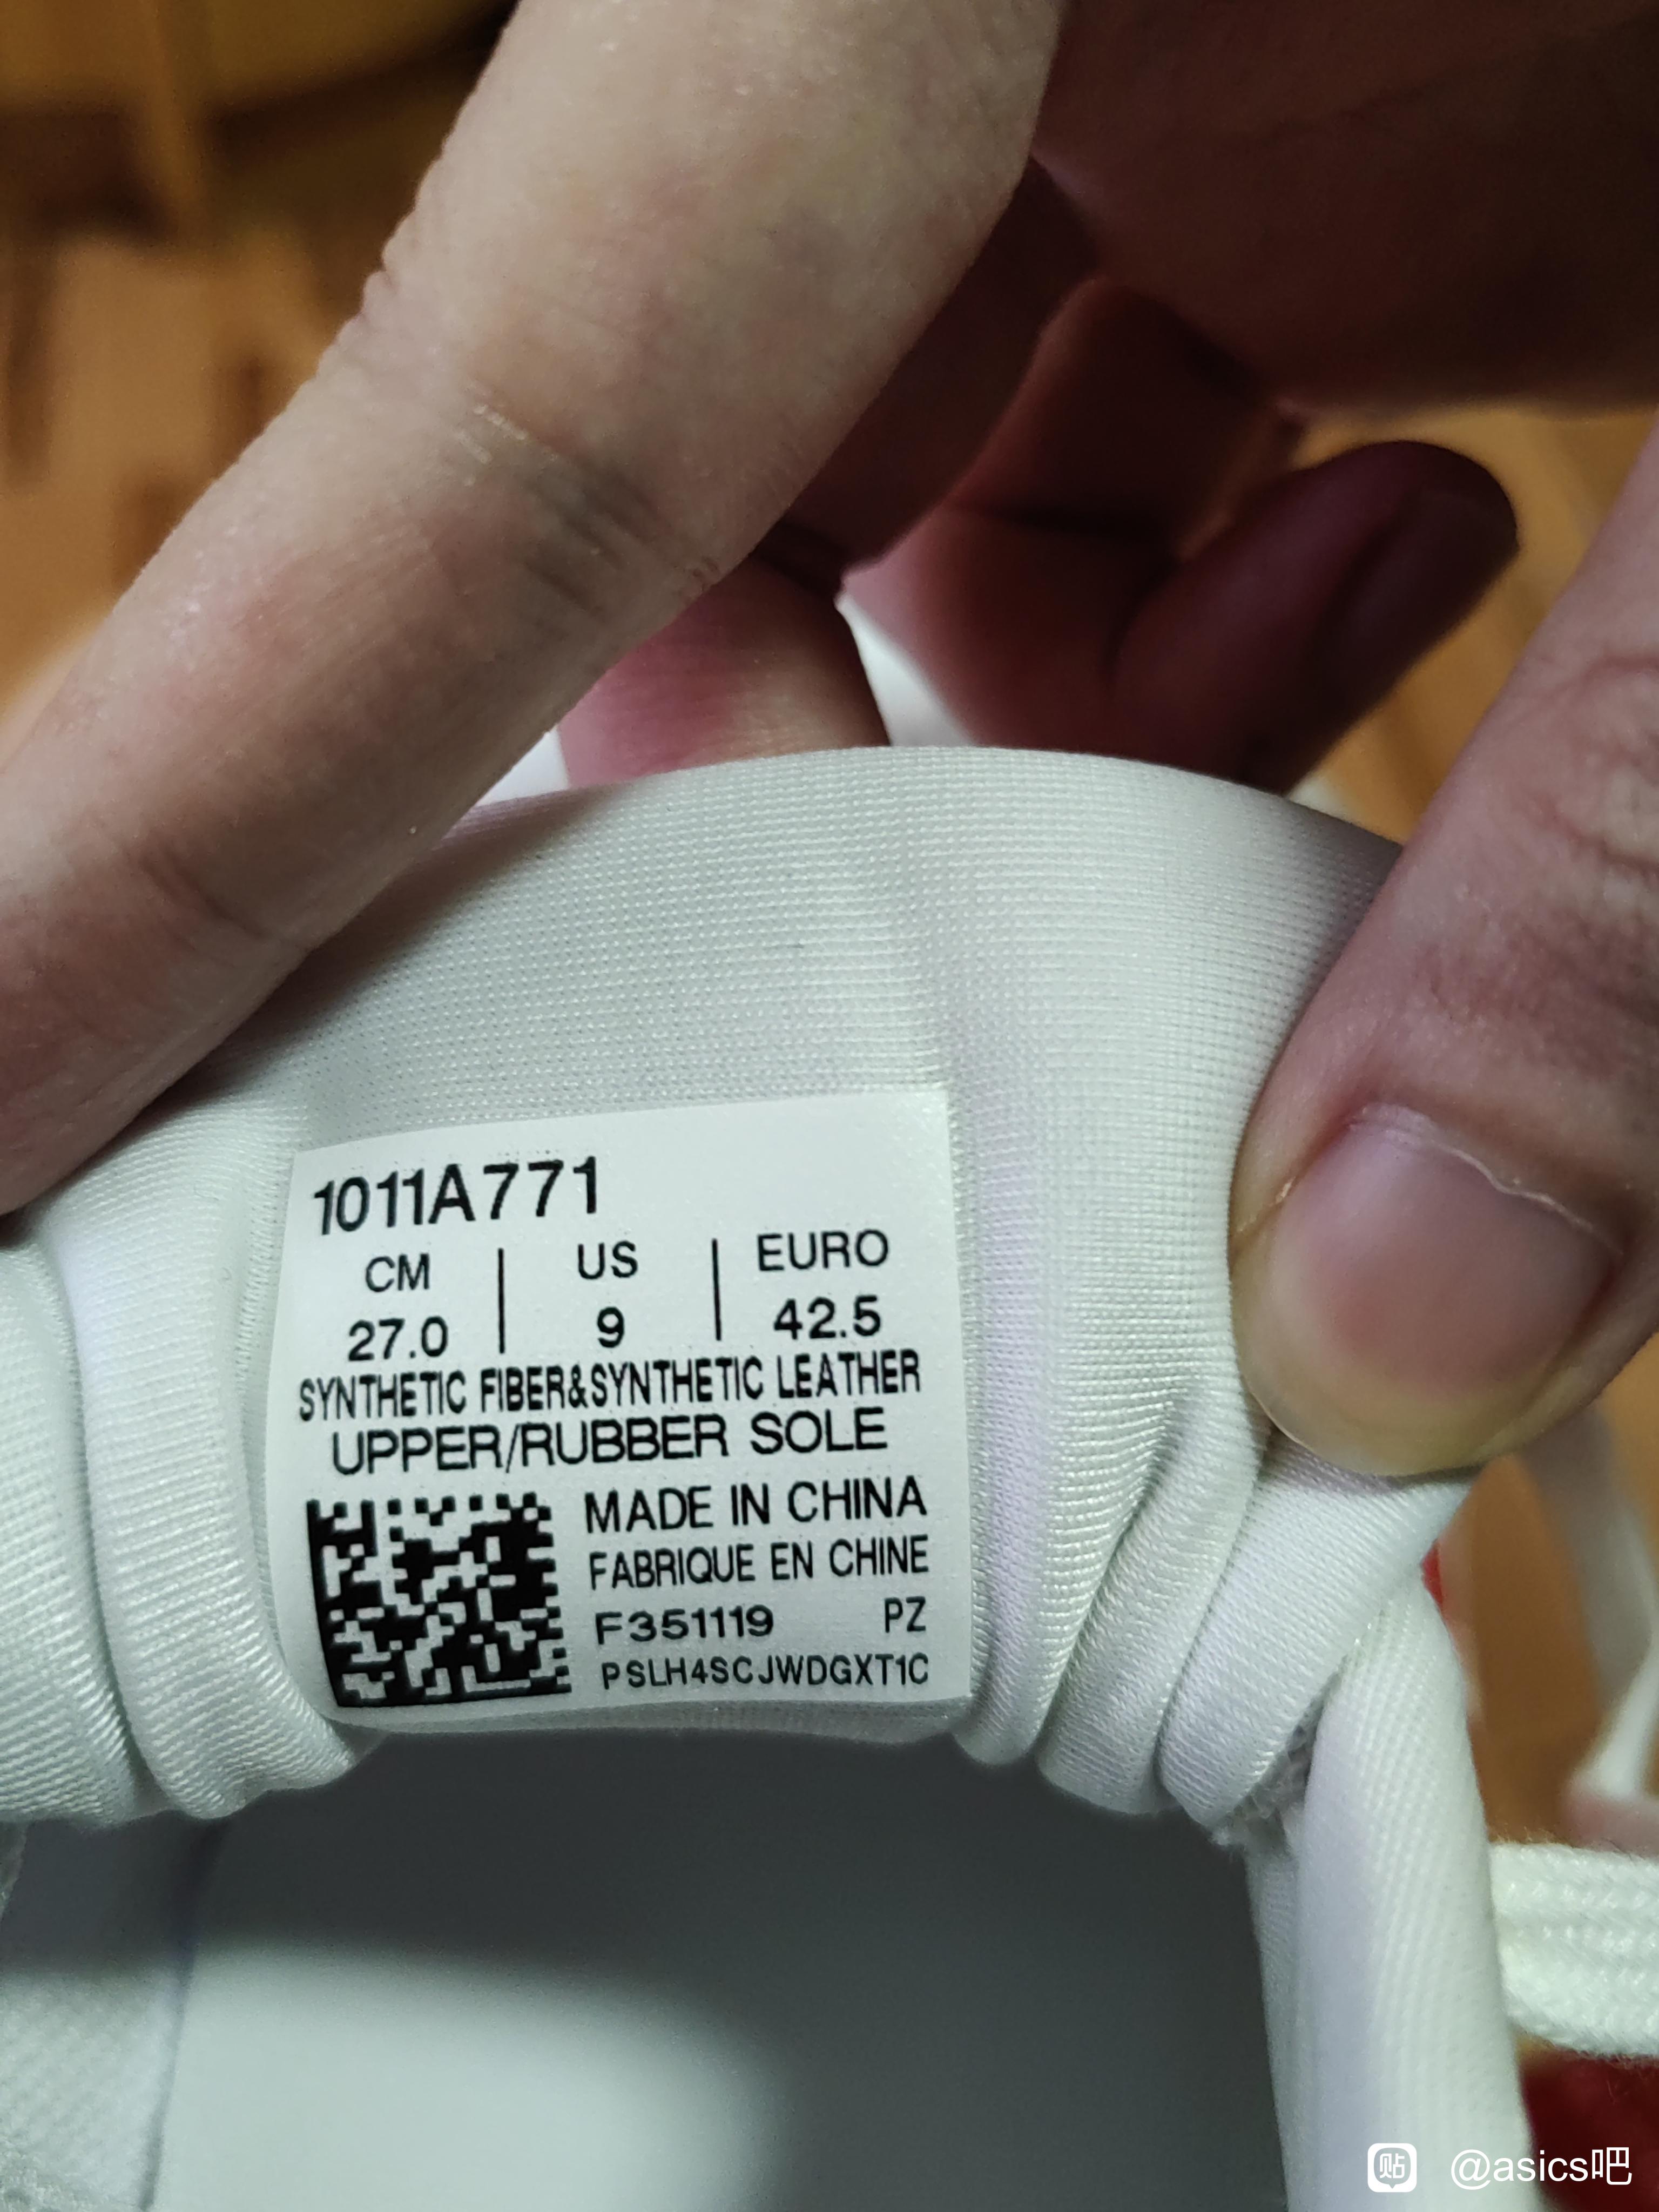 1011A771
CM | US | EURO
27.0 | 9 | 42.5
SYNTHETIC FIBER&SYNTHETIC LEATHER
UPPER/RUBBER SOLE
MADE IN CHINA
FABRIQUE EN CHINE
F351119 PZ
PSLH4SCJWDGXT1C
贴 @asics吧